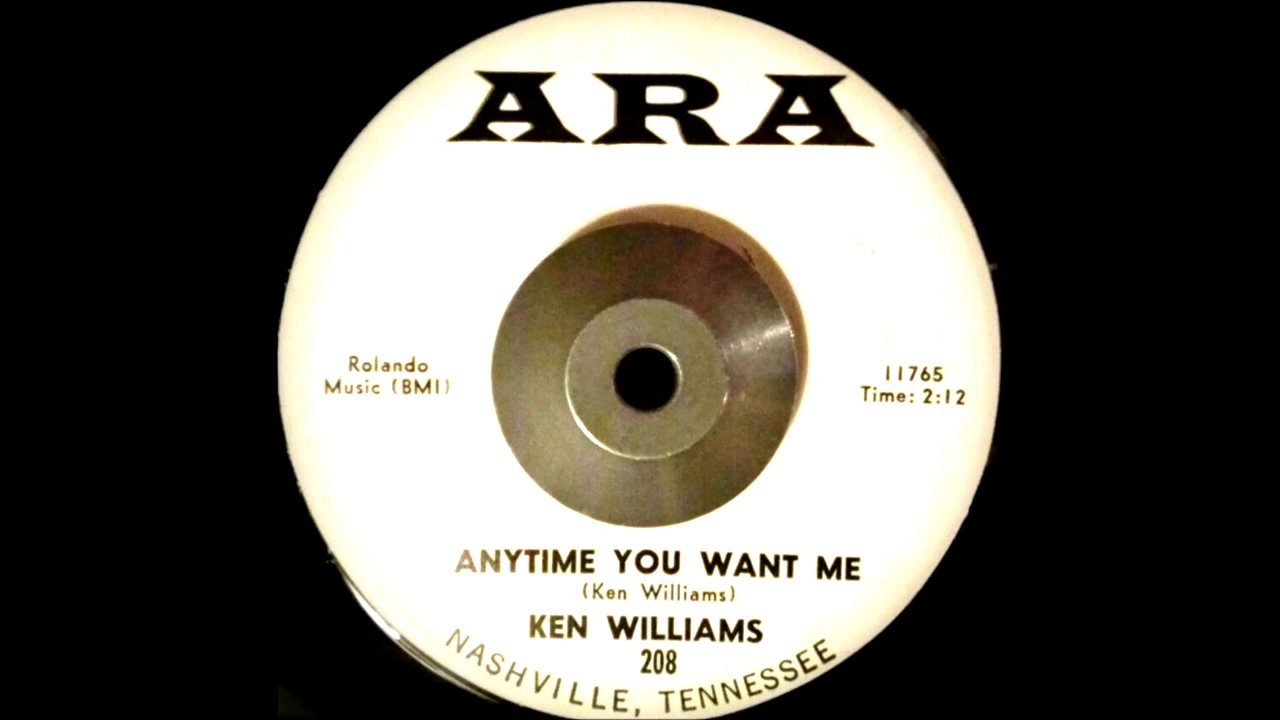 ARA
Rolando
Music (BMI)
11765
Time: 2:12
ANYTIME YOU WANT ME
(Ken Williams)
KEN WILLIAMS
208
NASHVILLE, TENNESSEE